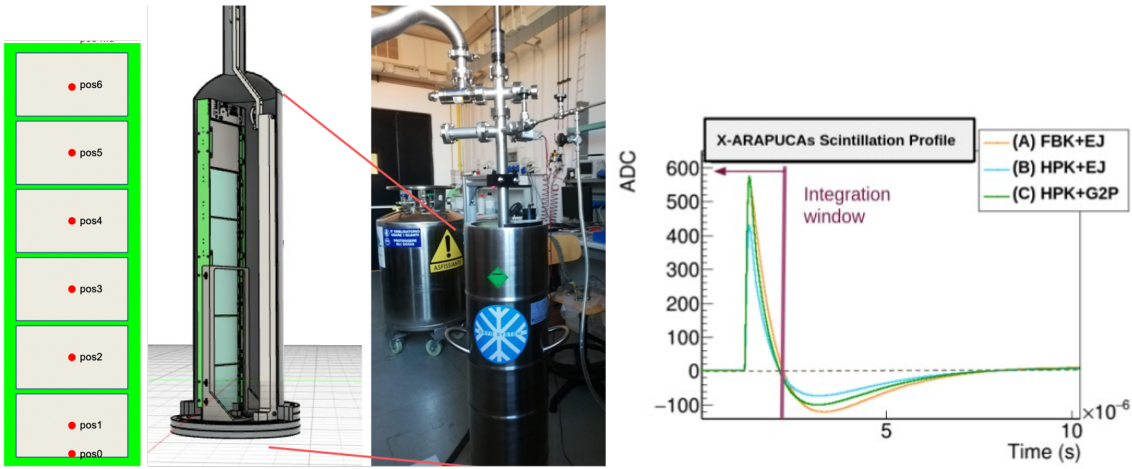 pos6
pos5
pos4
pos3
pos2
pos1
pos0
ASFISSIANTE
X-ARAPUCAs Scintillation Profile
(A) FBK+EJ
(B) HPK+EJ
(C) HPK+G2P
Integration
window
ADC
600
500
400
300
200
100
0
−100
5
10
×10⁻⁶
Time (s)